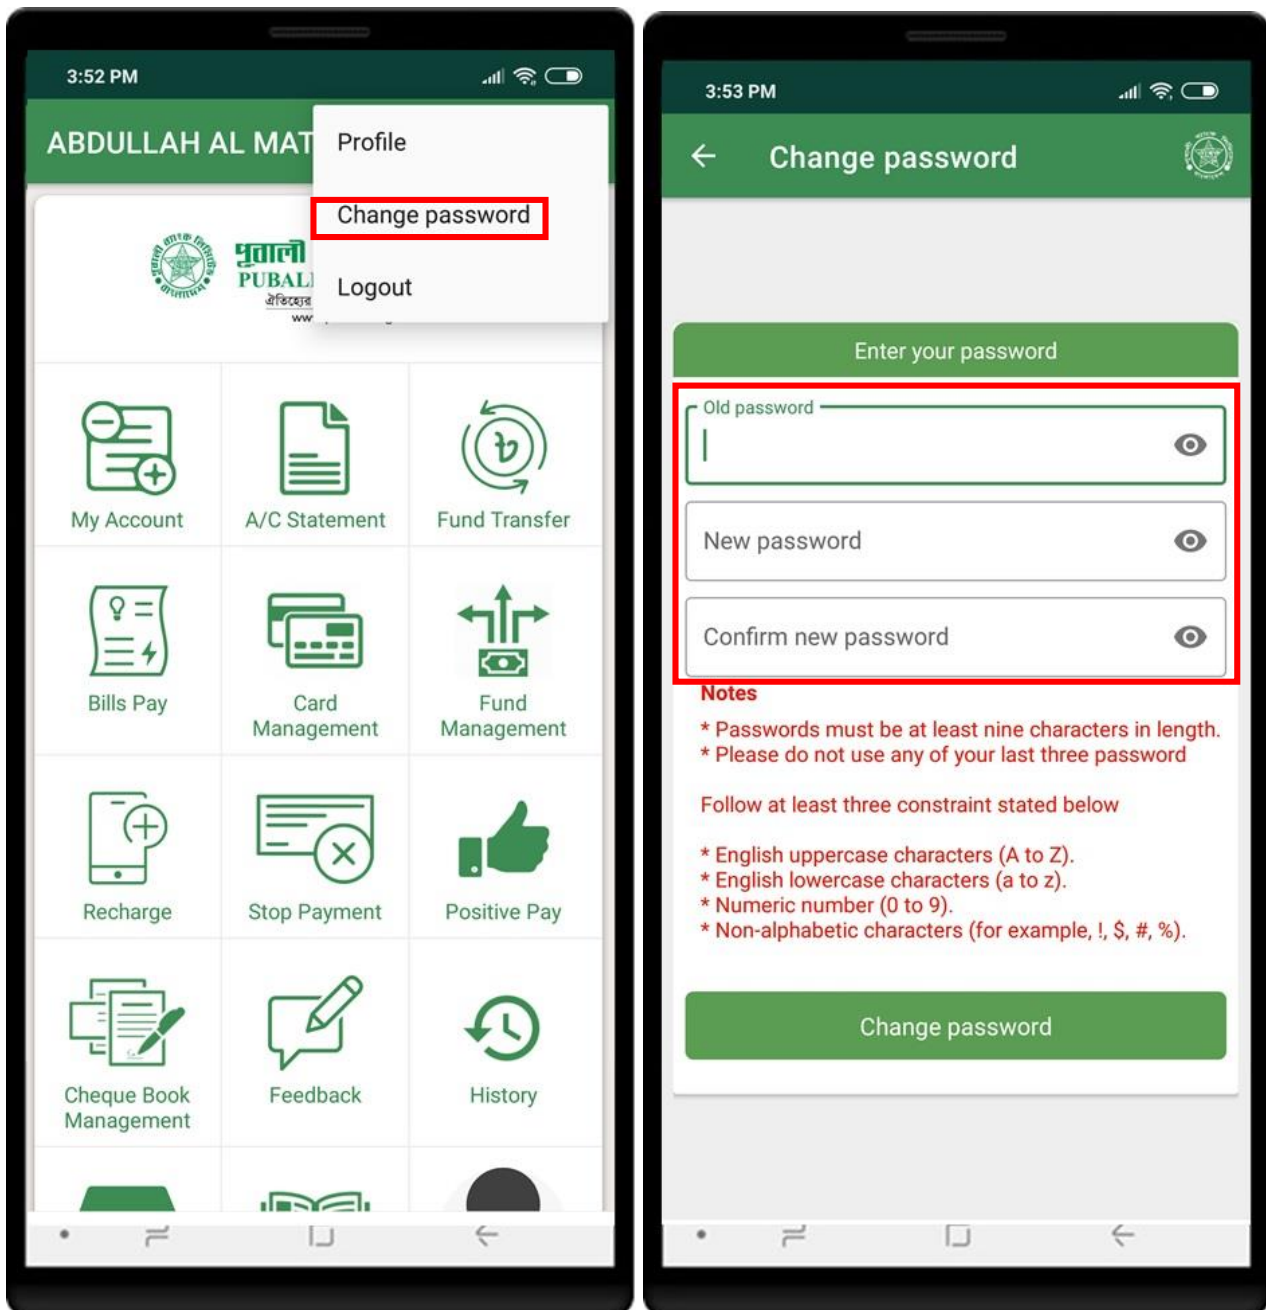 3:52 PM
ABDULLAH AL MAT
Profile
Change password
Logout
পূবালী
PUBAL
ঐতিহ্যের
My Account
A/C Statement
Fund Transfer
Bills Pay
Card
Management
Fund
Management
Recharge
Stop Payment
Positive Pay
Cheque Book
Management
Feedback
History
3:53 PM
Change password
Enter your password
Old password
New password
Confirm new password
Notes
* Passwords must be at least nine characters in length.
* Please do not use any of your last three password
Follow at least three constraint stated below
* English uppercase characters (A to Z).
* English lowercase characters (a to z).
* Numeric number (0 to 9).
* Non-alphabetic characters (for example, !, $, #, %).
Change password